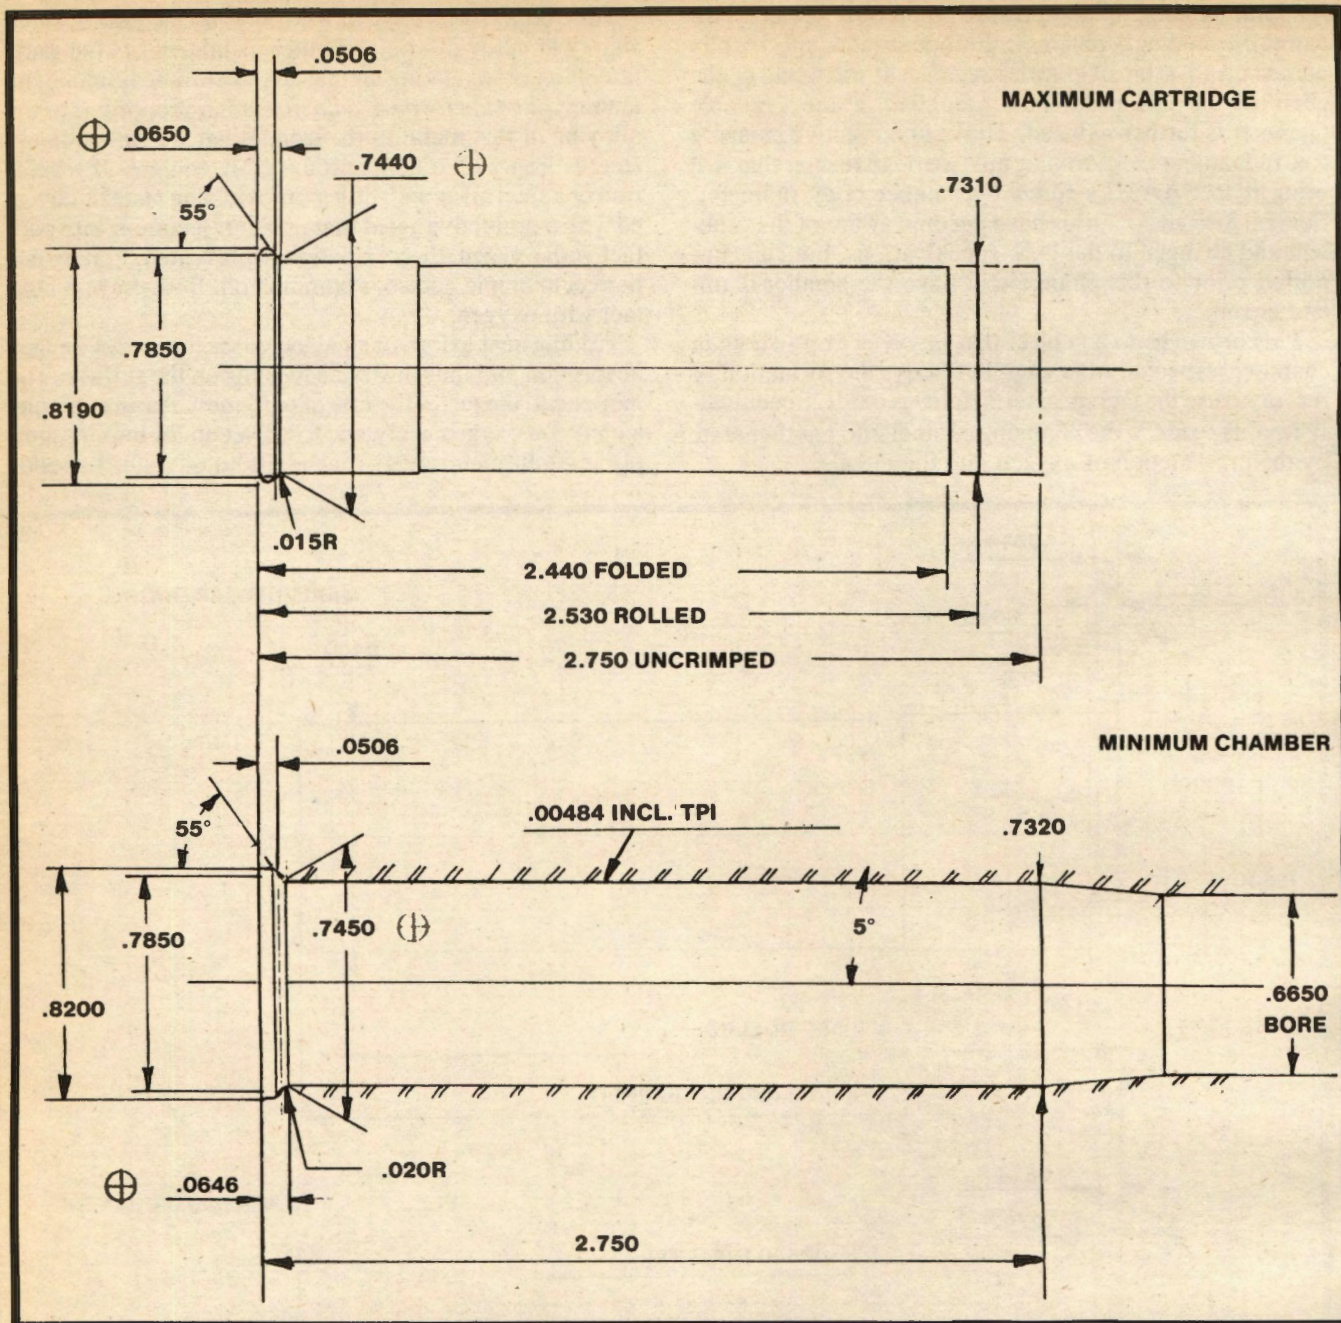 .0506
MAXIMUM CARTRIDGE
.0650
.7440
.7310
55°
.7850
.8190
.015R
2.440 FOLDED
2.530 ROLLED
2.750 UNCRIMPED
.0506
MINIMUM CHAMBER
.00484 INCL. TPI
.7320
55°
.7850
.7450
5°
.8200
.6650
BORE
.020R
.0646
2.750